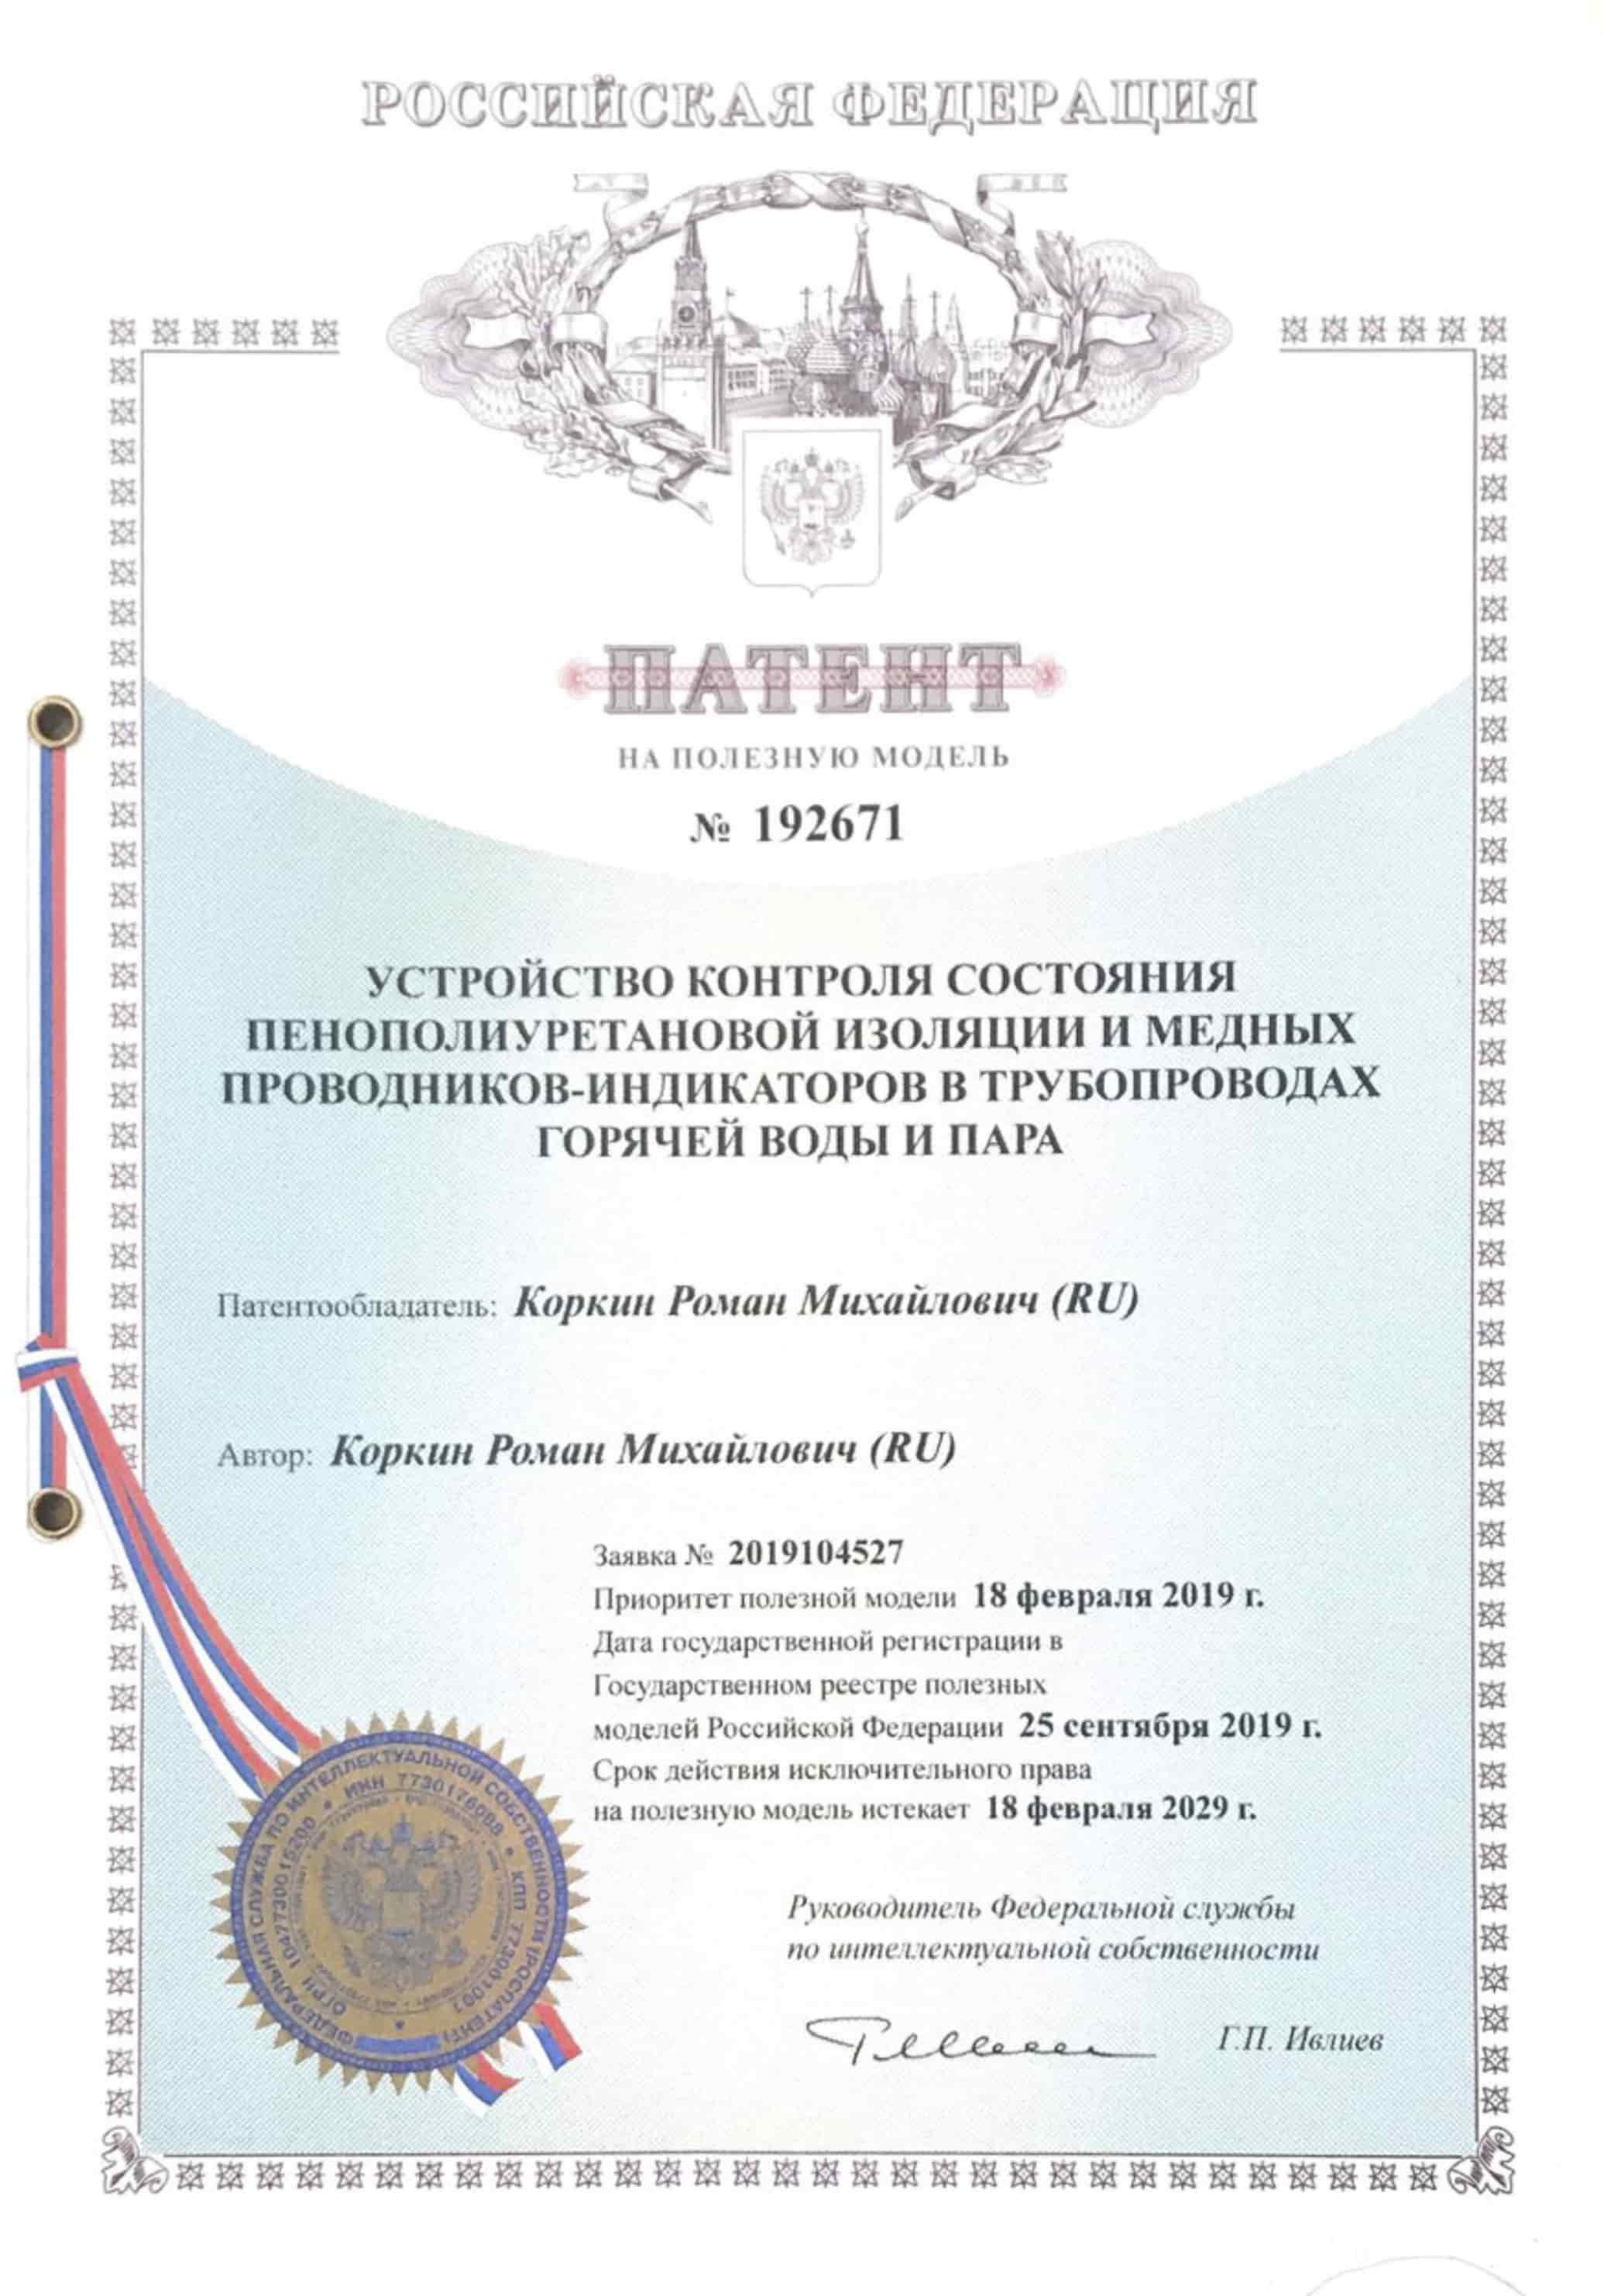 РОССИЙСКАЯ ФЕДЕРАЦИЯ
ПАТЕНТ
НА ПОЛЕЗНУЮ МОДЕЛЬ
№ 192671
УСТРОЙСТВО КОНТРОЛЯ СОСТОЯНИЯ
ПЕНОПОЛИУРЕТАНОВОЙ ИЗОЛЯЦИИ И МЕДНЫХ
ПРОВОДНИКОВ-ИНДИКАТОРОВ В ТРУБОПРОВОДАХ
ГОРЯЧЕЙ ВОДЫ И ПАРА
Патентообладатель: Коркин Роман Михайлович (RU)
Автор: Коркин Роман Михайлович (RU)
Заявка № 2019104527
Приоритет полезной модели 18 февраля 2019 г.
Дата государственной регистрации в
Государственном реестре полезных
моделей Российской Федерации 25 сентября 2019 г.
Срок действия исключительного права
на полезную модель истекает 18 февраля 2029 г.
Руководитель Федеральной службы
по интеллектуальной собственности
Г.П. Ивлиев
ФЕДЕРАЛЬНАЯ СЛУЖБА ПО ИНТЕЛЛЕКТУАЛЬНОЙ СОБСТВЕННОСТИ (РОСПАТЕНТ)
ОГРН 1047730015200 * ИНН 7730176088 * КПП 773001001